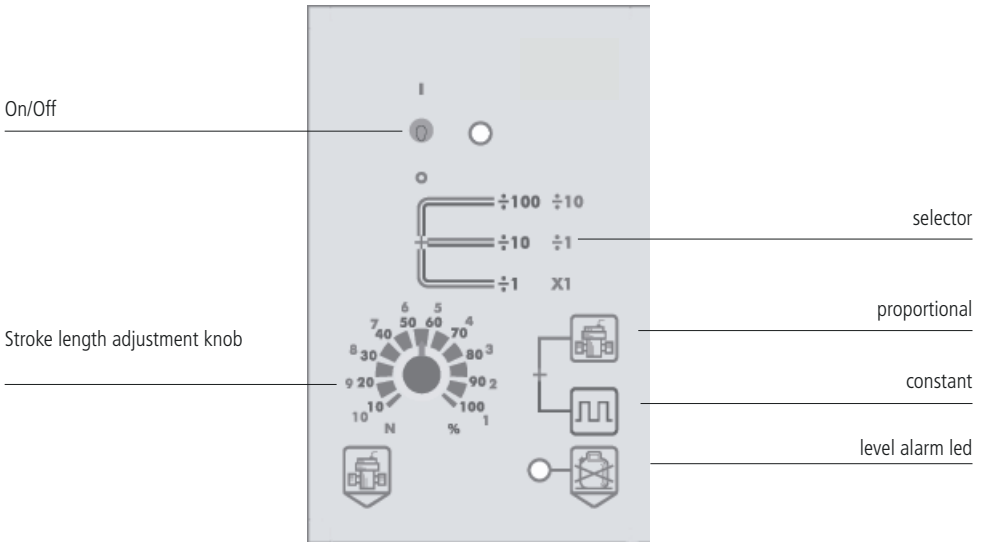 I
On/Off
O
÷100 ÷10
selector
÷10 ÷1
÷1 X1
proportional
Stroke length adjustment knob
6 5
7 40 50 60 70 4
8 30 80 3
9 20 90 2
10 10 100 1
N %
constant
level alarm led